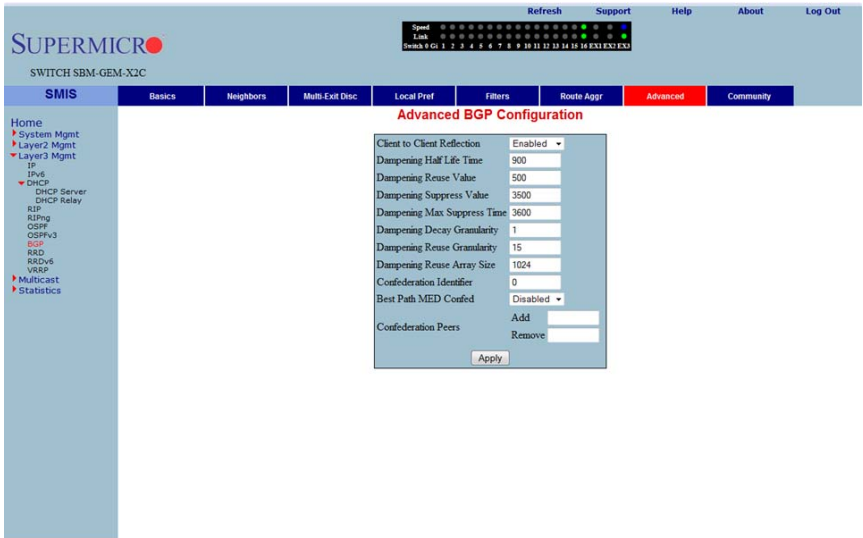 Refresh Support Help About Log Out
Speed
Link
Switch 0 Gi 1 2 3 4 5 6 7 8 9 10 11 12 13 14 15 16 EX1 EX2 EX3
SUPERMICRO
SWITCH SBM-GEM-X2C
SMIS Basics Neighbors Multi-Exit Disc Local Pref Filters Route Aggr Advanced Community
Home
System Mgmt
Layer2 Mgmt
Layer3 Mgmt
IP
IPv6
DHCP
DHCP Server
DHCP Relay
RIP
RIPng
OSPF
OSPFv3
BGP
RRD
RRDv6
VRRP
Multicast
Statistics
Advanced BGP Configuration
Client to Client Reflection Enabled
Dampening Half Life Time 900
Dampening Reuse Value 500
Dampening Suppress Value 3500
Dampening Max Suppress Time 3600
Dampening Decay Granularity 1
Dampening Reuse Granularity 15
Dampening Reuse Array Size 1024
Confederation Identifier 0
Best Path MED Confed Disabled
Confederation Peers
Add
Remove
Apply